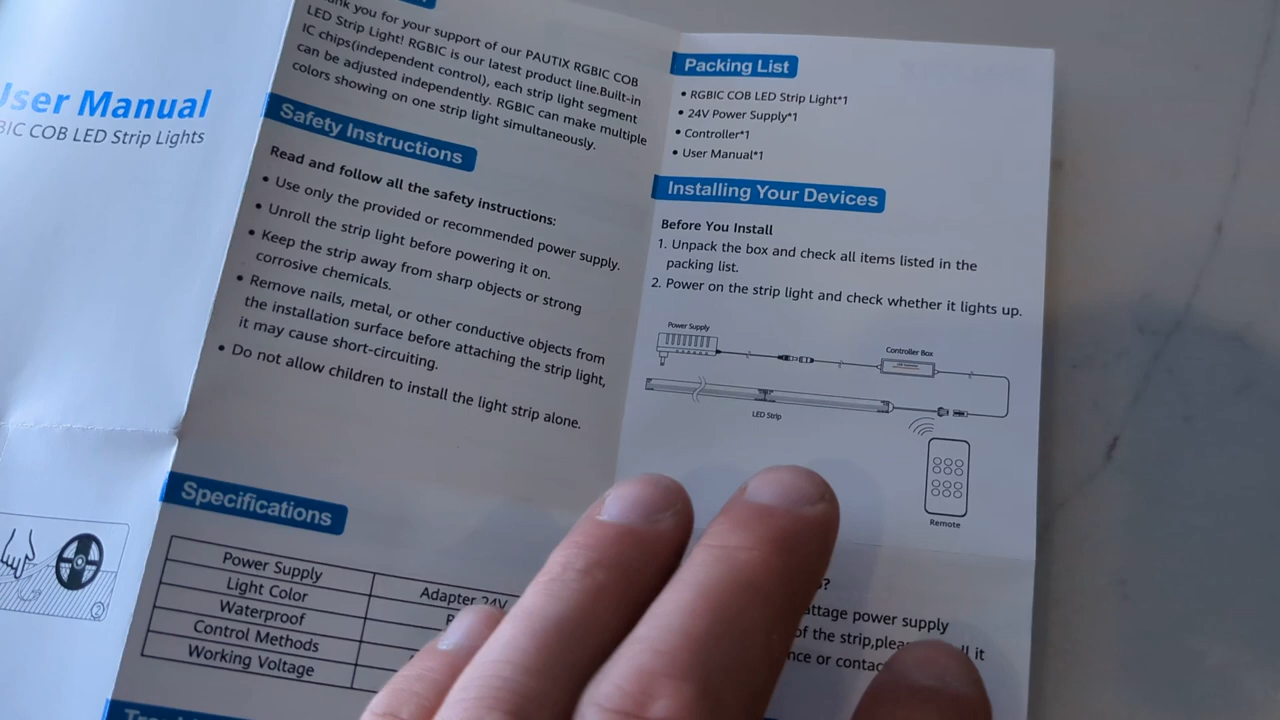 User Manual
COB LED Strip Lights
you for your support of our PAUTIX RGBIC COB
LED Strip Light! RGBIC is our latest product line.Built-in
IC chips(independent control), each strip light segment
can be adjusted independently. RGBIC can make multiple
colors showing on one strip light simultaneously.
Safety Instructions
Read and follow all the safety instructions:
• Use only the provided or recommended power supply.
• Unroll the strip light before powering it on.
• Keep the strip away from sharp objects or strong
corrosive chemicals.
• Remove nails, metal, or other conductive objects from
the installation surface before attaching the strip light,
it may cause short-circuiting.
• Do not allow children to install the light strip alone.
Specifications
Power Supply
Adapter 24V
Light Color
Waterproof
Control Methods
Working Voltage
Packing List
• RGBIC COB LED Strip Light*1
• 24V Power Supply*1
• Controller*1
• User Manual*1
Installing Your Devices
Before You Install
1. Unpack the box and check all items listed in the
packing list.
2. Power on the strip light and check whether it lights up.
Power Supply
Controller Box
LED Strip
Remote
power supply
of the strip,
it
or
2